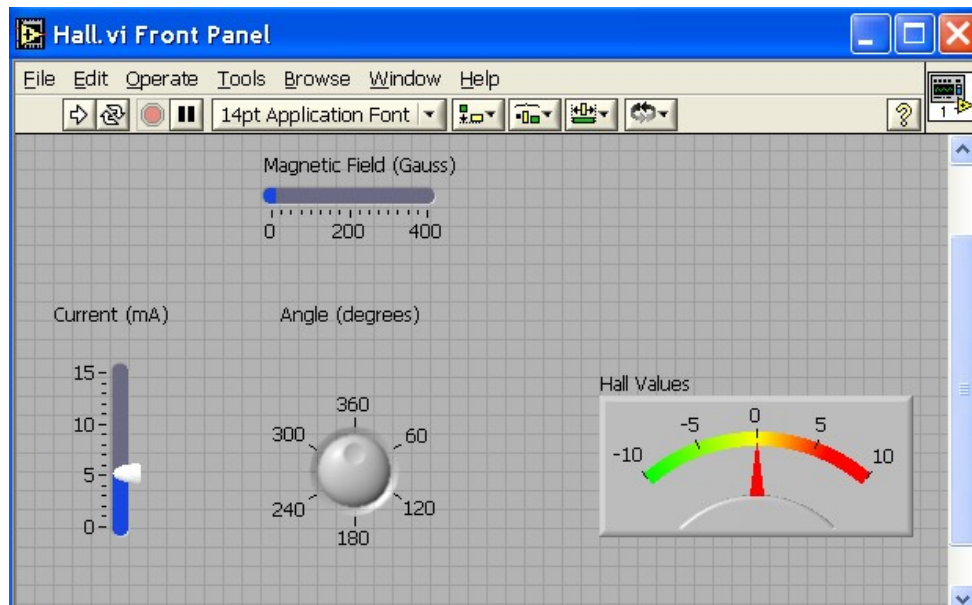 Hall.vi Front Panel
File Edit Operate Tools Browse Window Help
14pt Application Font
1
Magnetic Field (Gauss)
0 200 400
Current (mA)
15
10
5
0
Angle (degrees)
360
300 60
240 120
180
Hall Values
-10 -5 0 5 10